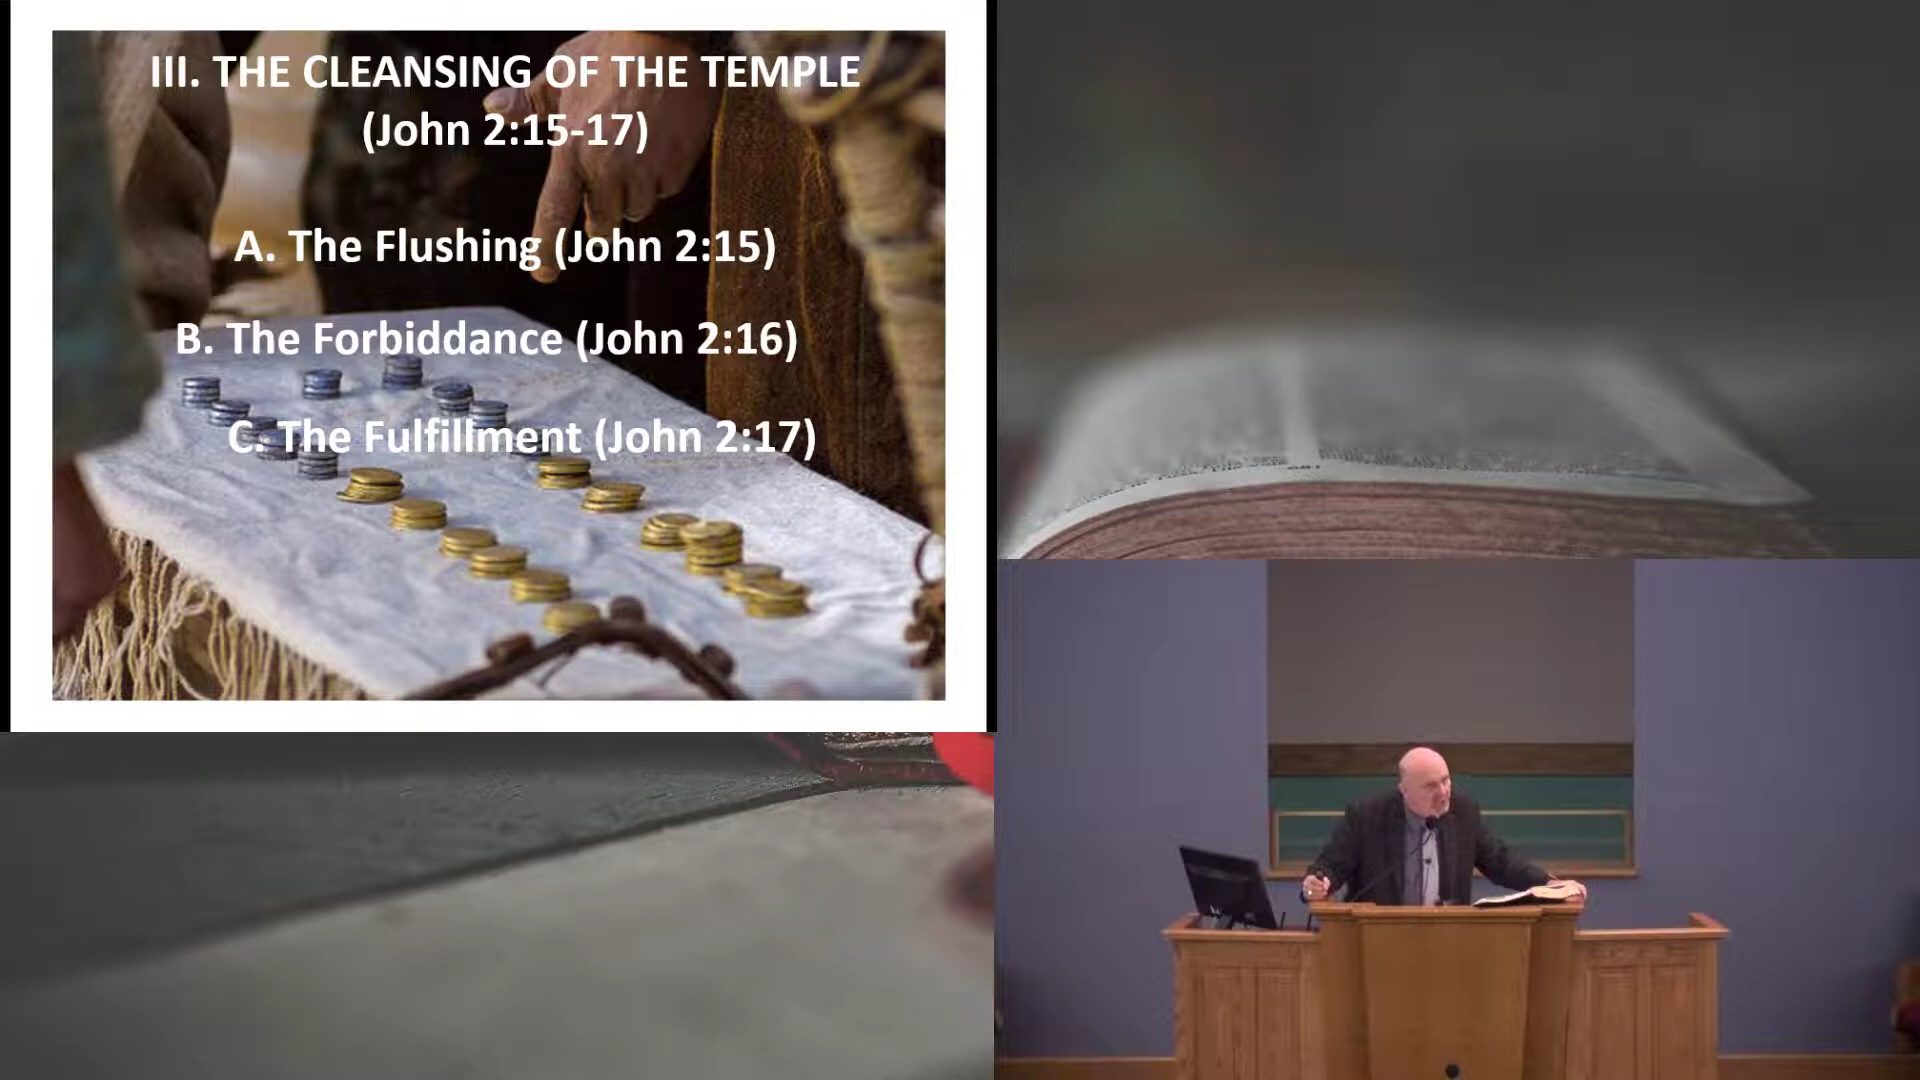 III. THE CLEANSING OF THE TEMPLE
(John 2:15-17)
A. The Flushing (John 2:15)
B. The Forbiddance (John 2:16)
C. The Fulfillment (John 2:17)